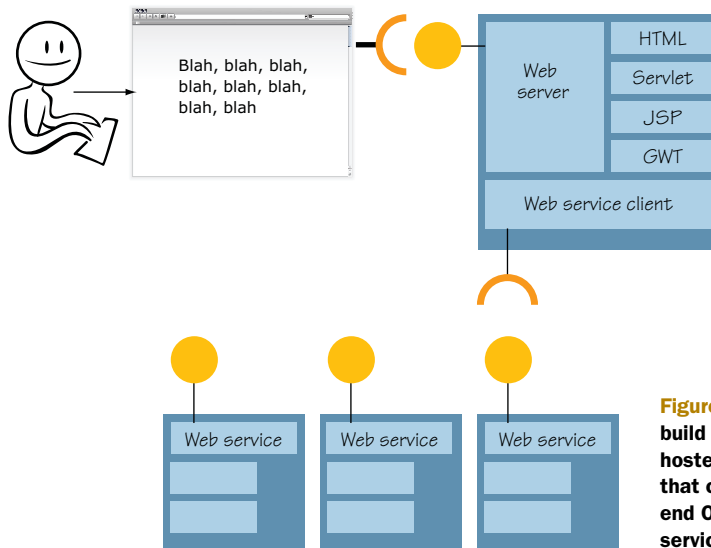 Blah, blah, blah,
blah, blah, blah,
blah, blah
Web
server
HTML
Servlet
JSP
GWT
Web service client
Web service
Web service
Web service
Figure
build
hoste
that c
end O
servic